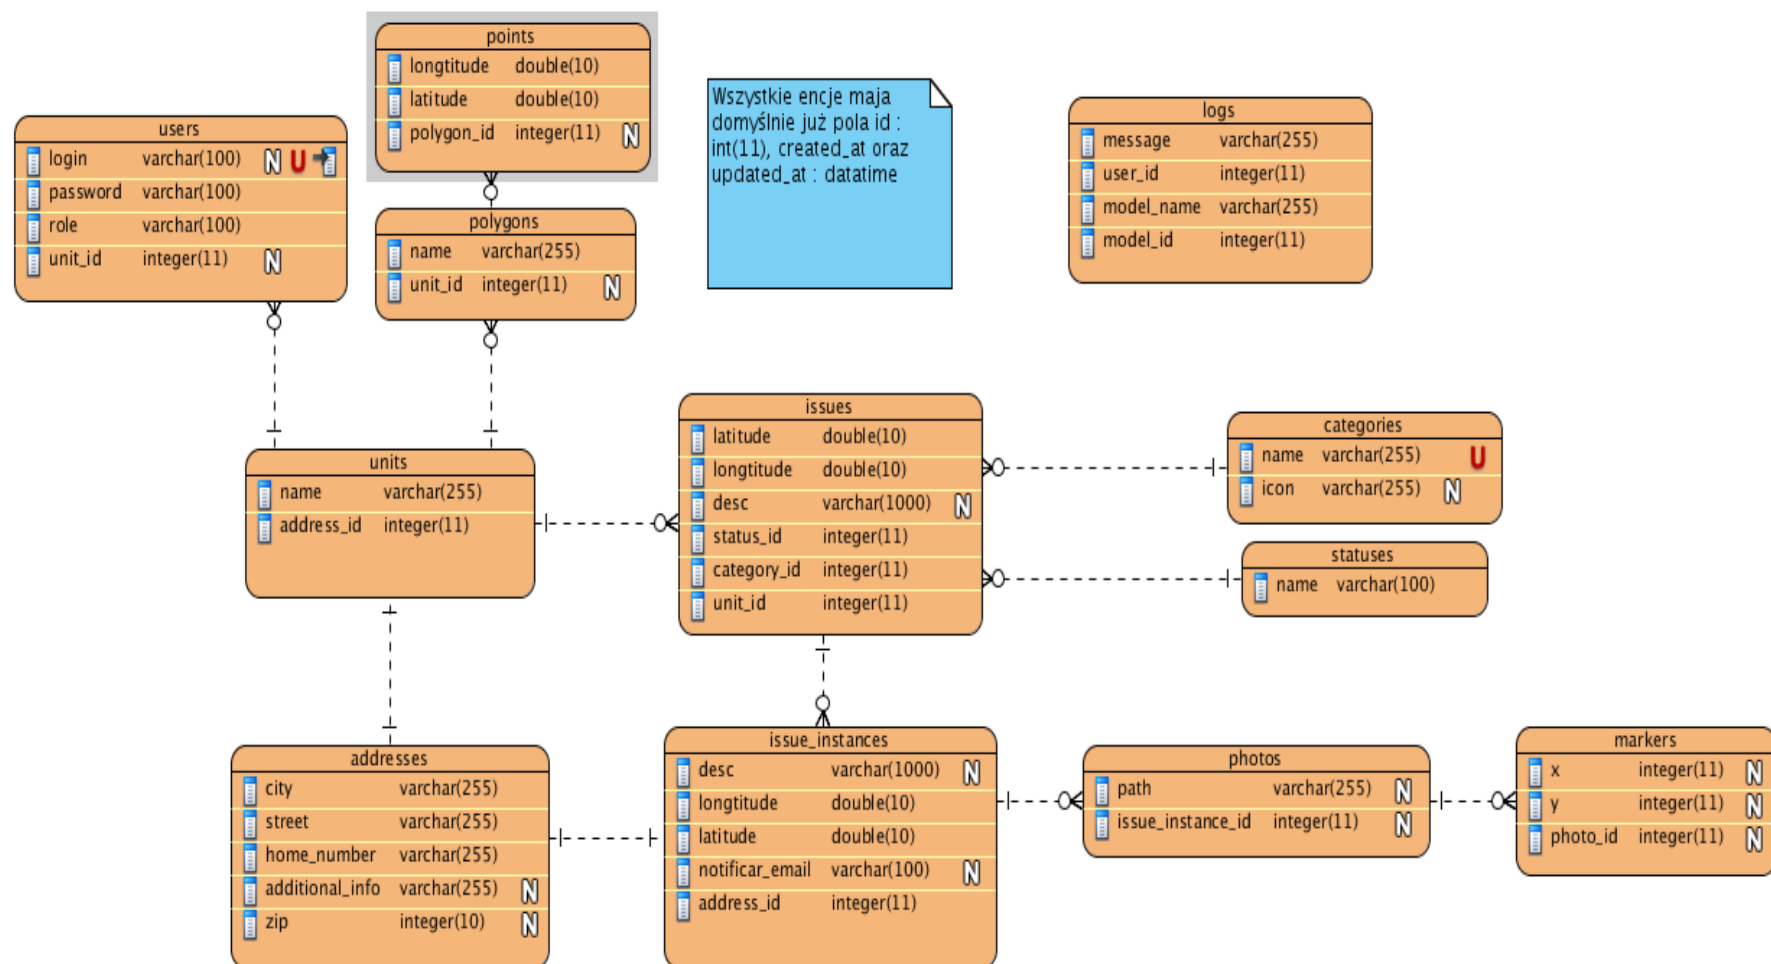 points
longtitude double(10)
latitude double(10)
polygon_id integer(11) N
users
login varchar(100) N U
password varchar(100)
role varchar(100)
unit_id integer(11) N
polygons
name varchar(255)
unit_id integer(11) N
Wszystkie encje maja
domyślnie już pola id :
int(11), created_at oraz
updated_at : datatime
logs
message varchar(255)
user_id integer(11)
model_name varchar(255)
model_id integer(11)
units
name varchar(255)
address_id integer(11)
issues
latitude double(10)
longtitude double(10)
desc varchar(1000) N
status_id integer(11)
category_id integer(11)
unit_id integer(11)
categories
name varchar(255) U
icon varchar(255) N
statuses
name varchar(100)
addresses
city varchar(255)
street varchar(255)
home_number varchar(255)
additional_info varchar(255) N
zip integer(10) N
issue_instances
desc varchar(1000) N
longtitude double(10)
latitude double(10)
notificar_email varchar(100) N
address_id integer(11)
photos
path varchar(255) N
issue_instance_id integer(11) N
markers
x integer(11) N
y integer(11) N
photo_id integer(11) N